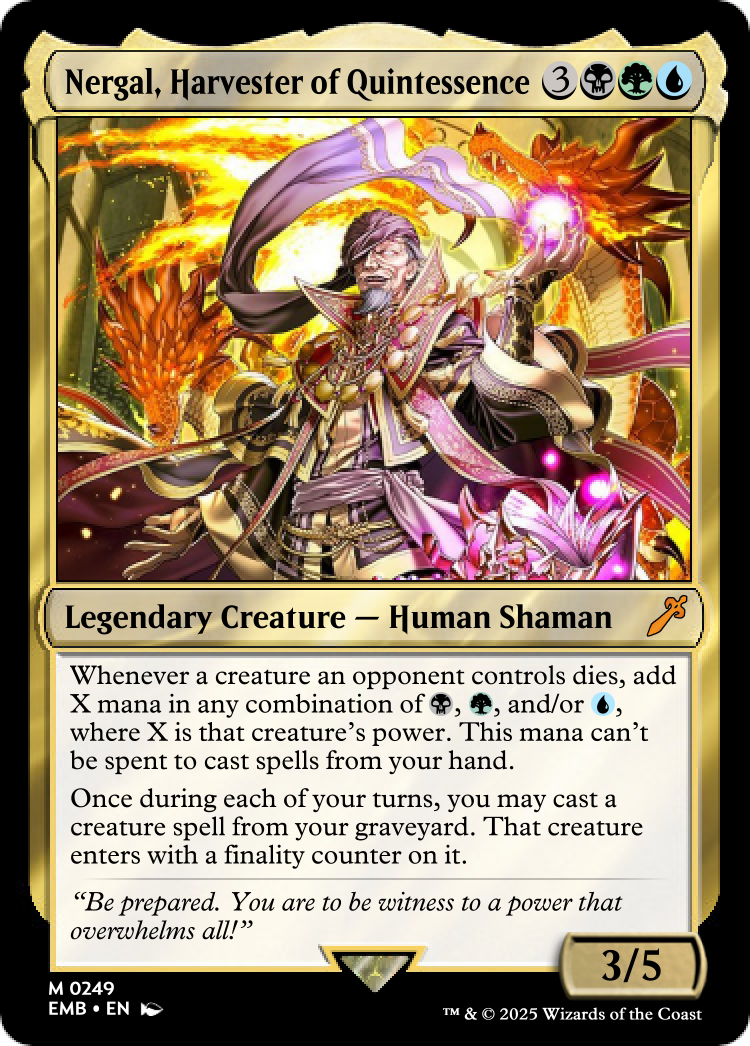 Nergal, Harvester of Quintessence 3
Legendary Creature — Human Shaman
Whenever a creature an opponent controls dies, add
X mana in any combination of , , and/or ,
where X is that creature’s power. This mana can’t
be spent to cast spells from your hand.
Once during each of your turns, you may cast a
creature spell from your graveyard. That creature
enters with a finality counter on it.
“Be prepared. You are to be witness to a power that
overwhelms all!”
3/5
M 0249
EMB • EN
™ & © 2025 Wizards of the Coast